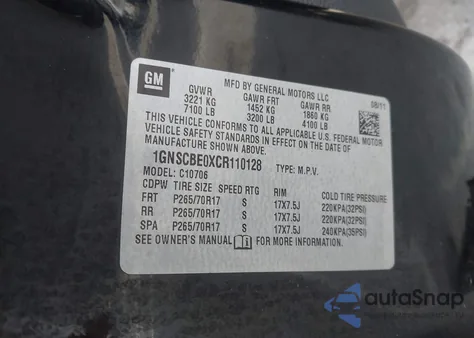 GM
MFD BY GENERAL MOTORS LLC
08/11
GVWR GAWR FRT GAWR RR
3221 KG 1452 KG 1860 KG
7100 LB 3200 LB 4100 LB
THIS VEHICLE CONFORMS TO ALL APPLICABLE U.S. FEDERAL MOTOR
VEHICLE SAFETY STANDARDS IN EFFECT ON THE DATE OF
MANUFACTURE SHOWN ABOVE.
1GNSCBE0XCR110128 TYPE: M.P.V.
MODEL: C10706
CDPW TIRE SIZE SPEED RTG RIM COLD TIRE PRESSURE
FRT P265/70R17 S 17X7.5J 220KPA(32PSI)
RR P265/70R17 S 17X7.5J 220KPA(32PSI)
SPA P265/70R17 S 17X7.5J 240KPA(35PSI)
SEE OWNER'S MANUAL FOR MORE INFORMATION.
autoSnap